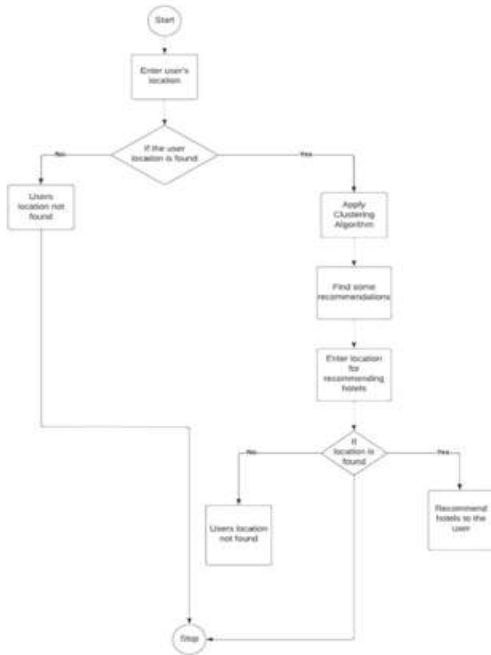 Start
Enter user's
location
If the user
location is found
No
Yes
Users
location not
found
Apply
Clustering
Algorithm
Find some
recommendations
Enter location
for
recommending
hotels
If
location is
found
No
Yes
Users location
not found
Recommend
hotels to the
user
Stop